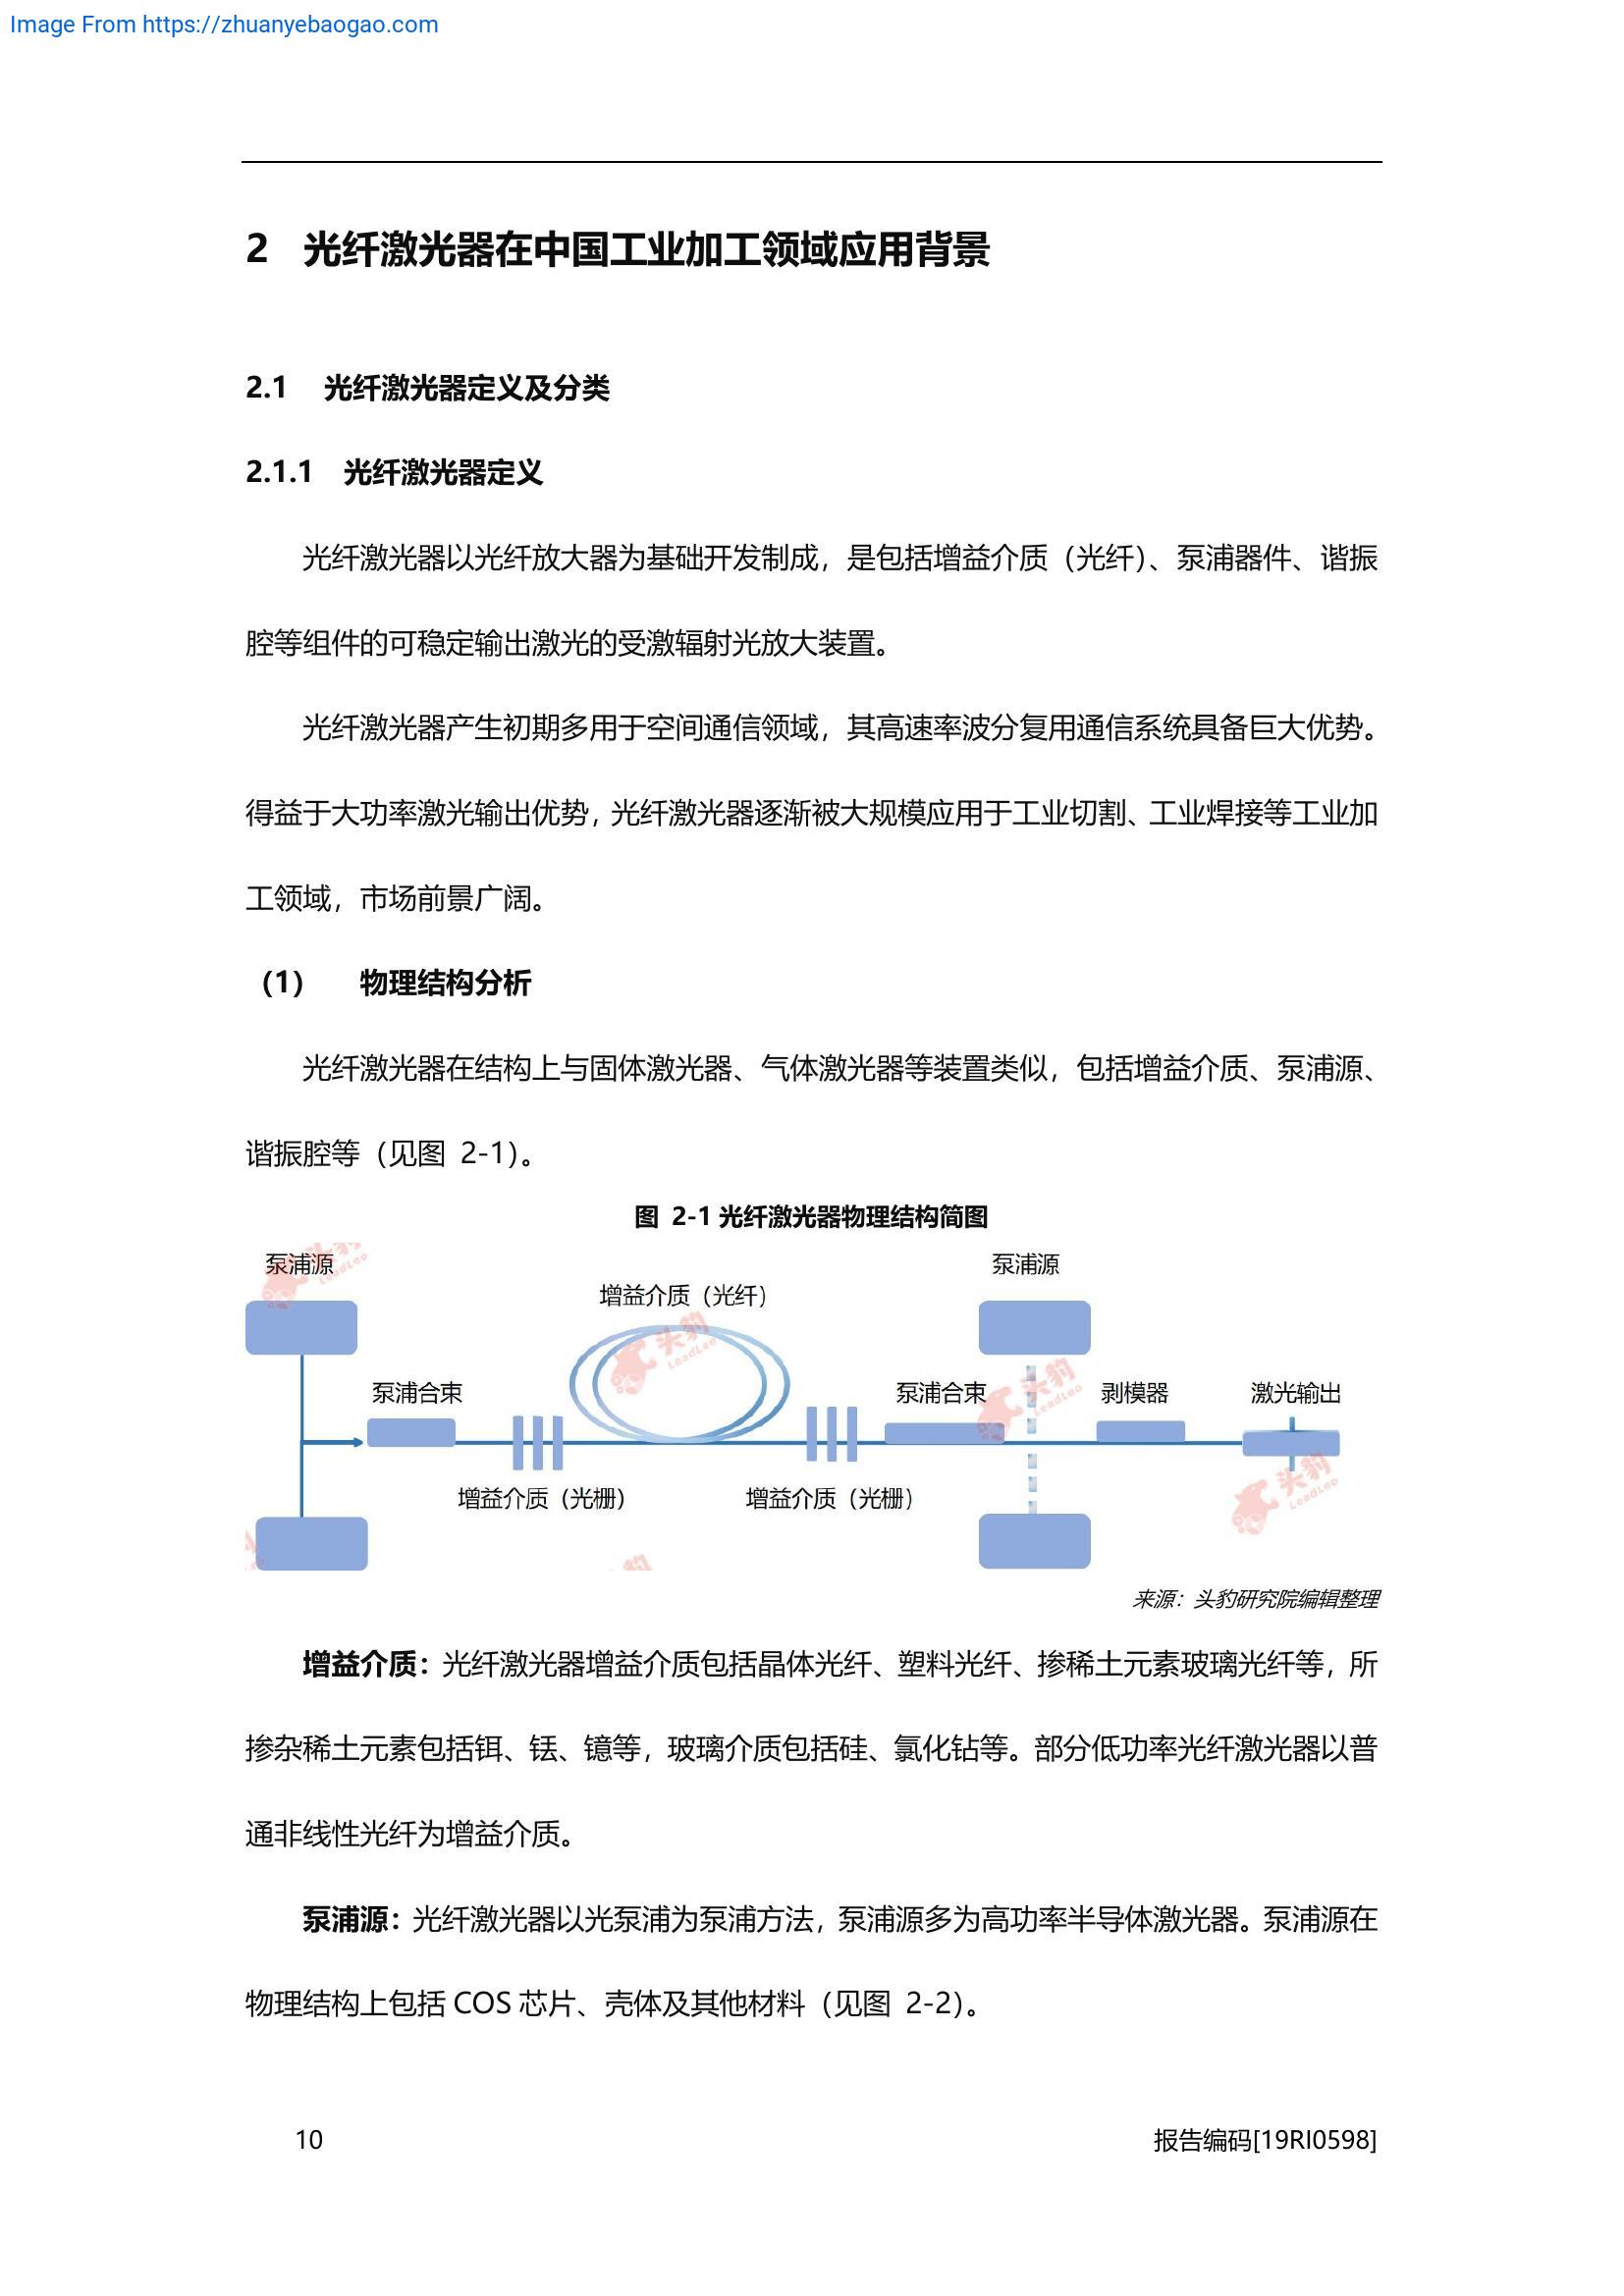 Image From https://zhuanyebaogao.com
2 光纤激光器在中国工业加工领域应用背景
2.1 光纤激光器定义及分类
2.1.1 光纤激光器定义
光纤激光器以光纤放大器为基础开发制成，是包括增益介质（光纤）、泵浦器件、谐振
腔等组件的可稳定输出激光的受激辐射光放大装置。
光纤激光器产生初期多用于空间通信领域，其高速率波分复用通信系统具备巨大优势。
得益于大功率激光输出优势，光纤激光器逐渐被大规模应用于工业切割、工业焊接等工业加
工领域，市场前景广阔。
（1） 物理结构分析
光纤激光器在结构上与固体激光器、气体激光器等装置类似，包括增益介质、泵浦源、
谐振腔等（见图 2-1）。
图 2-1 光纤激光器物理结构简图
泵浦源
泵浦源
增益介质（光纤）
泵浦合束
泵浦合束
剥模器
激光输出
增益介质（光栅）
增益介质（光栅）
头豹
LeadLeo
头豹
LeadLeo
头豹
LeadLeo
头豹
LeadLeo
来源：头豹研究院编辑整理
增益介质：光纤激光器增益介质包括晶体光纤、塑料光纤、掺稀土元素玻璃光纤等，所
掺杂稀土元素包括铒、铥、镱等，玻璃介质包括硅、氯化钻等。部分低功率光纤激光器以普
通非线性光纤为增益介质。
泵浦源：光纤激光器以光泵浦为泵浦方法，泵浦源多为高功率半导体激光器。泵浦源在
物理结构上包括 COS 芯片、壳体及其他材料（见图 2-2）。
10
报告编码[19RI0598]